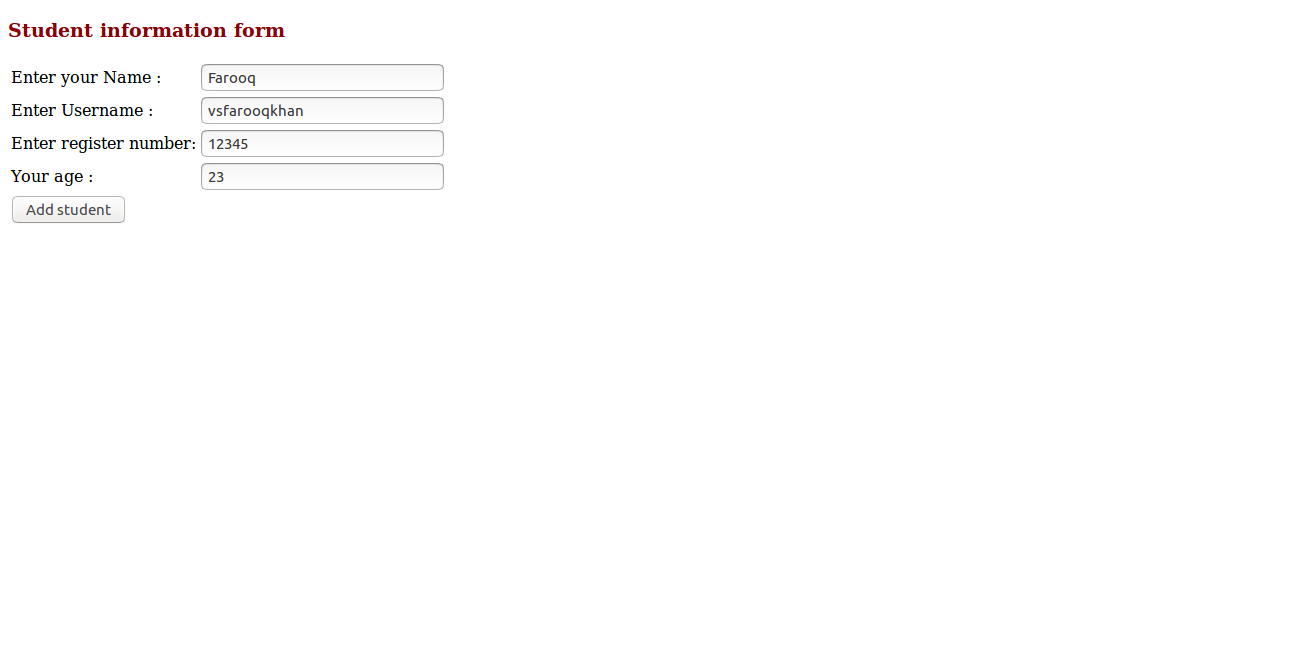 Student information form
Enter your Name : Farooq
Enter Username : vsfarooqkhan
Enter register number: 12345
Your age : 23
Add student